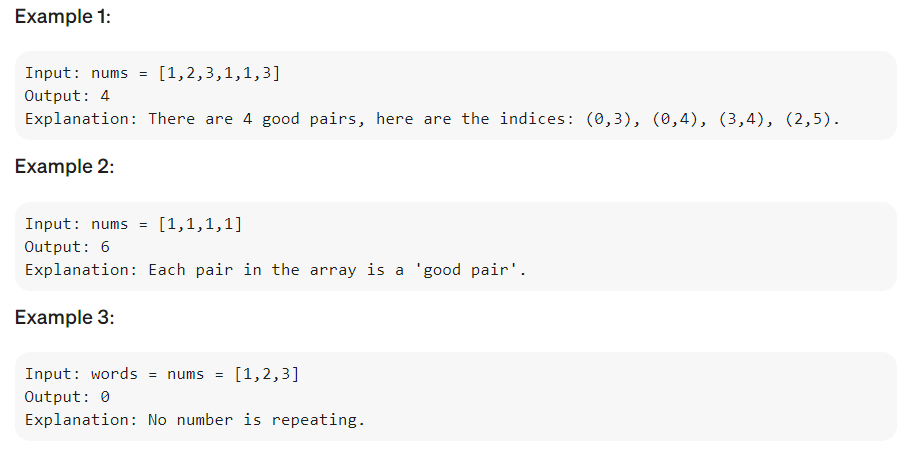 Example 1:
Input: nums = [1,2,3,1,1,3]
Output: 4
Explanation: There are 4 good pairs, here are the indices: (0,3), (0,4), (3,4), (2,5).
Example 2:
Input: nums = [1,1,1,1]
Output: 6
Explanation: Each pair in the array is a 'good pair'.
Example 3:
Input: words = nums = [1,2,3]
Output: 0
Explanation: No number is repeating.